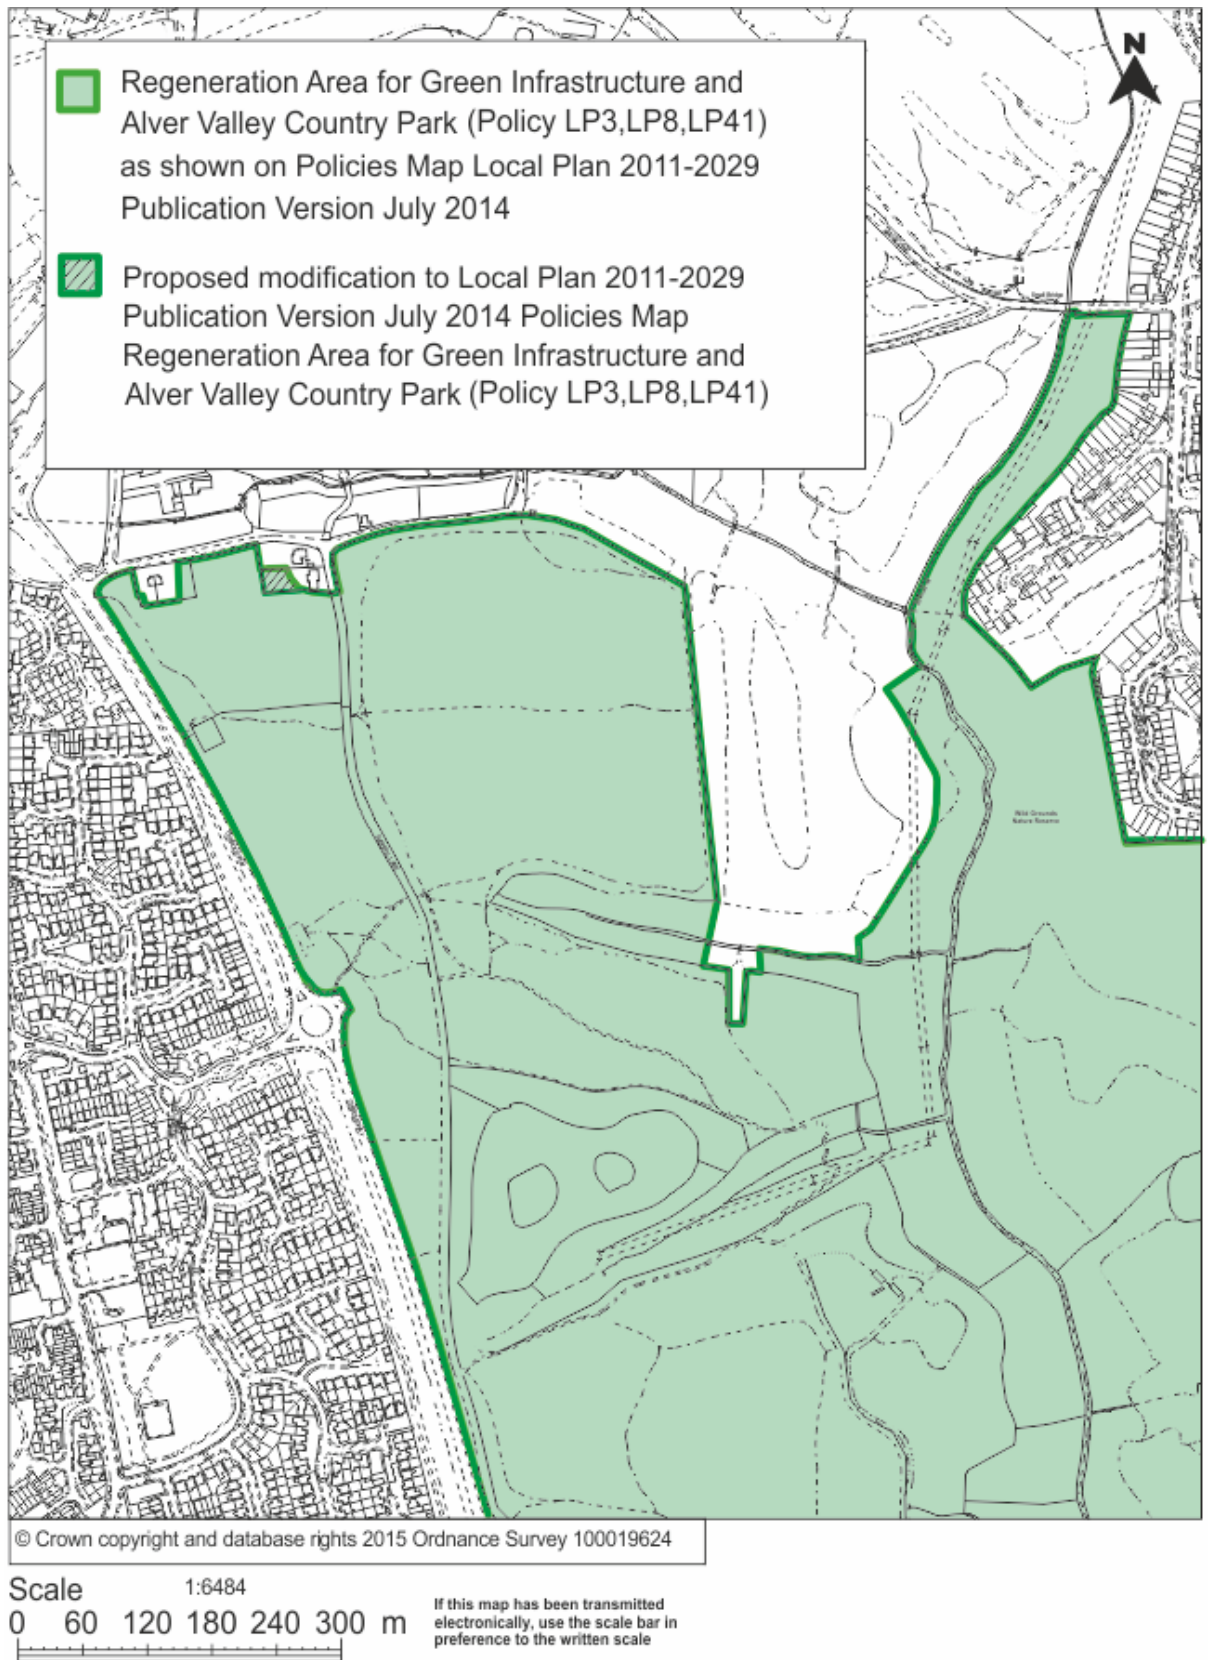 N
Regeneration Area for Green Infrastructure and
Alver Valley Country Park (Policy LP3,LP8,LP41)
as shown on Policies Map Local Plan 2011-2029
Publication Version July 2014
Proposed modification to Local Plan 2011-2029
Publication Version July 2014 Policies Map
Regeneration Area for Green Infrastructure and
Alver Valley Country Park (Policy LP3,LP8,LP41)
Wild Grounds
Nature Reserve
© Crown copyright and database rights 2015 Ordnance Survey 100019624
Scale 1:6484
0 60 120 180 240 300 m
If this map has been transmitted
electronically, use the scale bar in
preference to the written scale